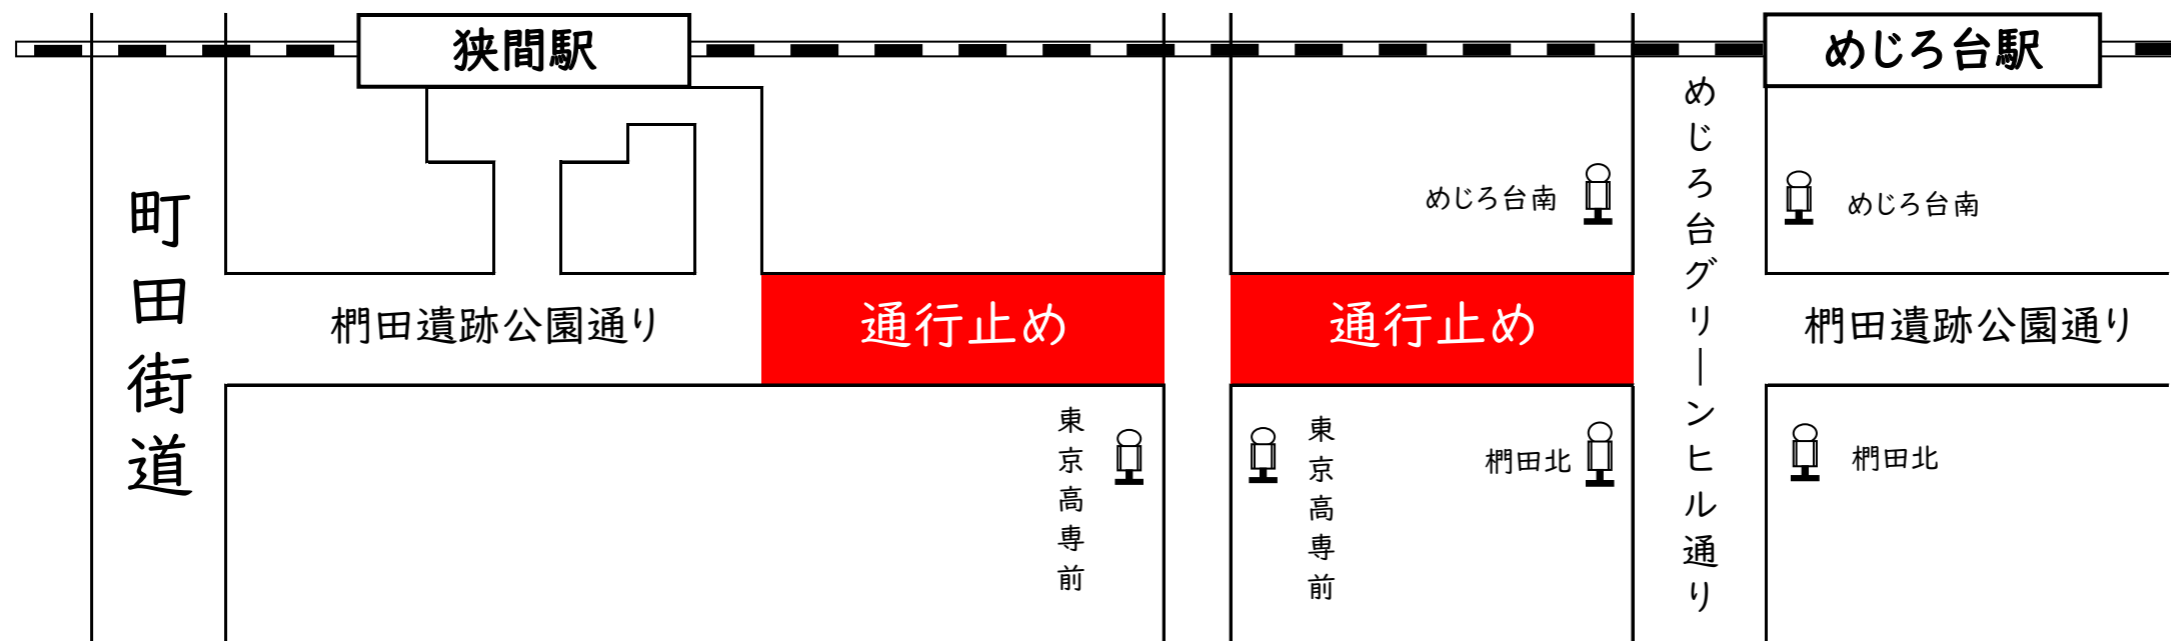 狭間駅
めじろ台駅
町田街道
めじろ台グリーンヒル通り
めじろ台南
めじろ台南
椚田遺跡公園通り
通行止め
通行止め
椚田遺跡公園通り
東京高専前
東京高専前
椚田北
椚田北